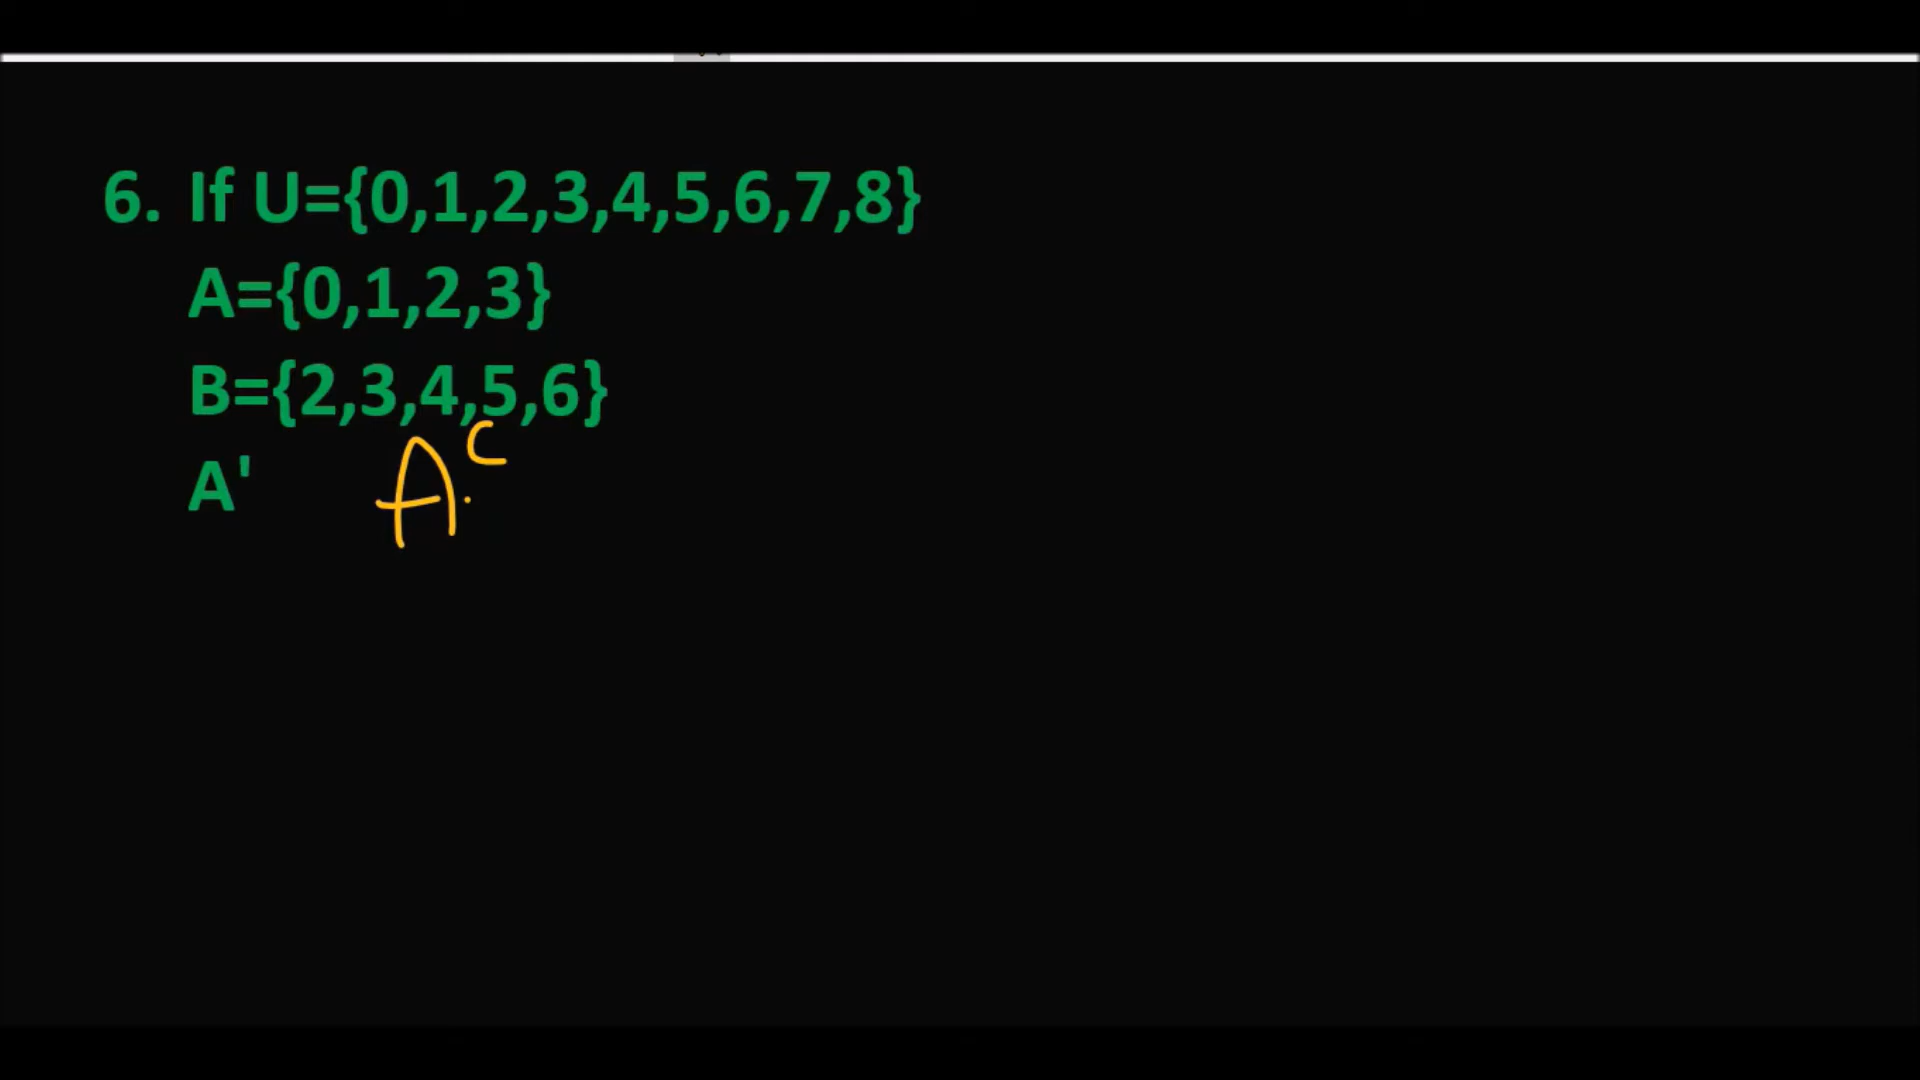 6. If U={0,1,2,3,4,5,6,7,8}
A={0,1,2,3}
B={2,3,4,5,6}
A' A^c